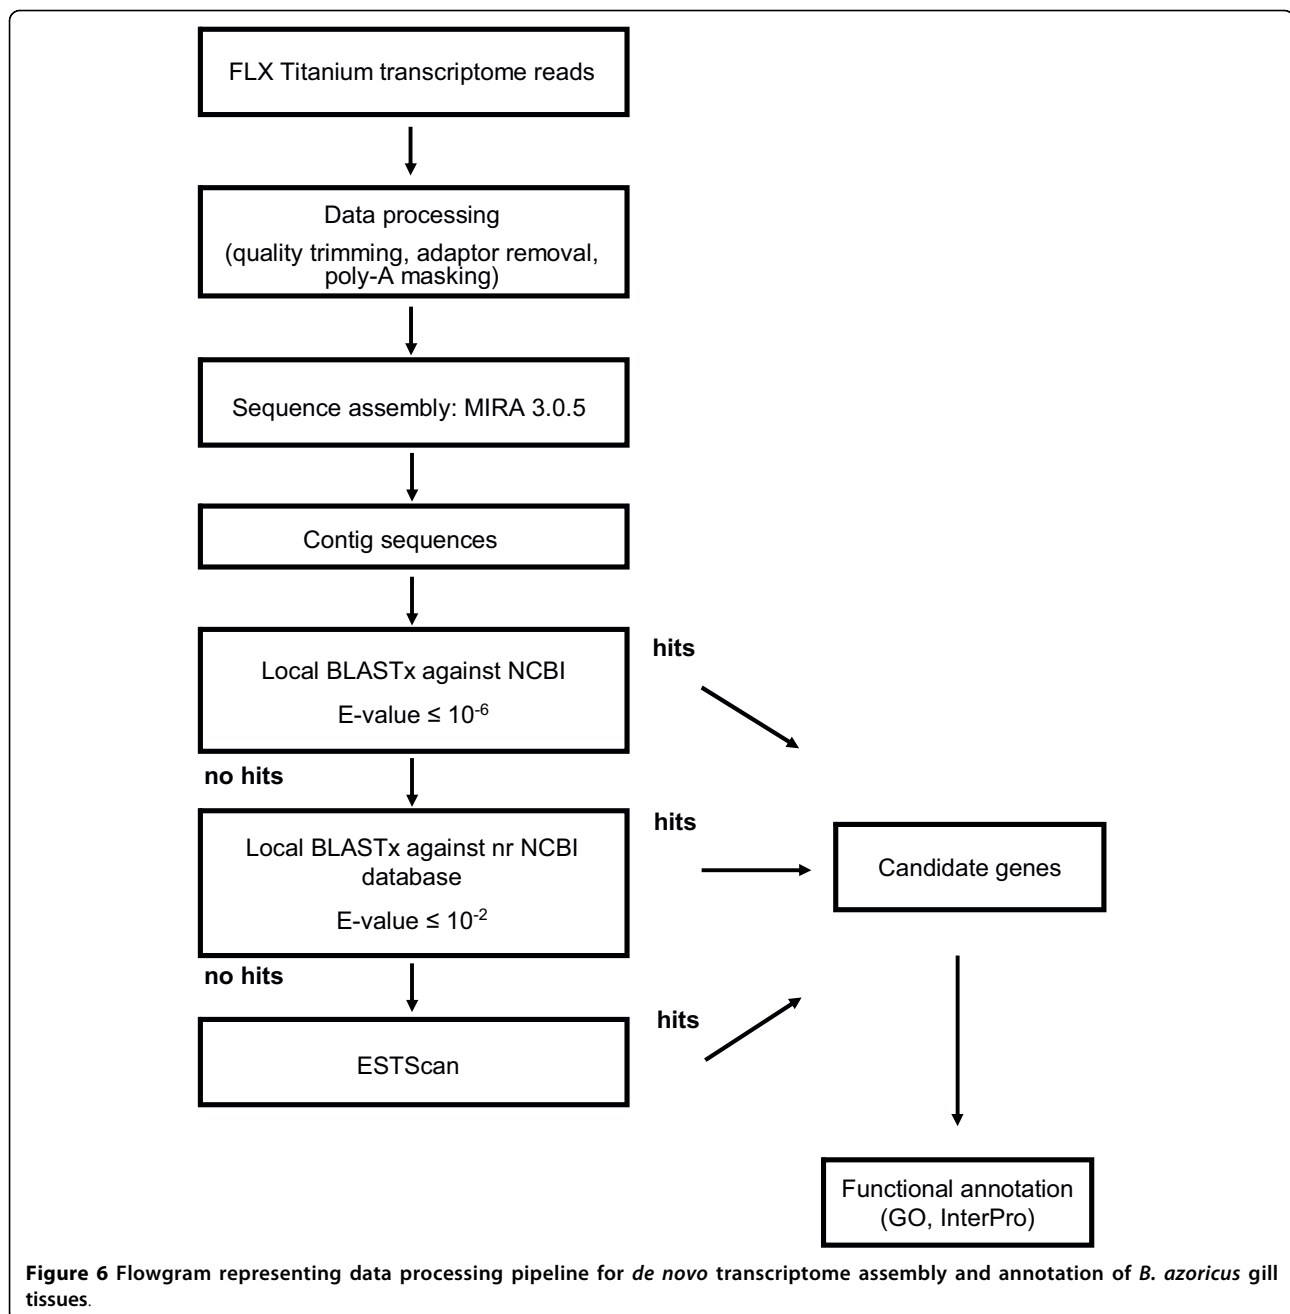 FLX Titanium transcriptome reads
Data processing
(quality trimming, adaptor removal,
poly-A masking)
Sequence assembly: MIRA 3.0.5
Contig sequences
Local BLASTx against NCBI
E-value ≤ 10⁻⁶
hits
no hits
Local BLASTx against nr NCBI
database
E-value ≤ 10⁻²
hits
Candidate genes
no hits
ESTScan
hits
Functional annotation
(GO, InterPro)
Figure 6 Flowgram representing data processing pipeline for de novo transcriptome assembly and annotation of B. azoricus gill
tissues.